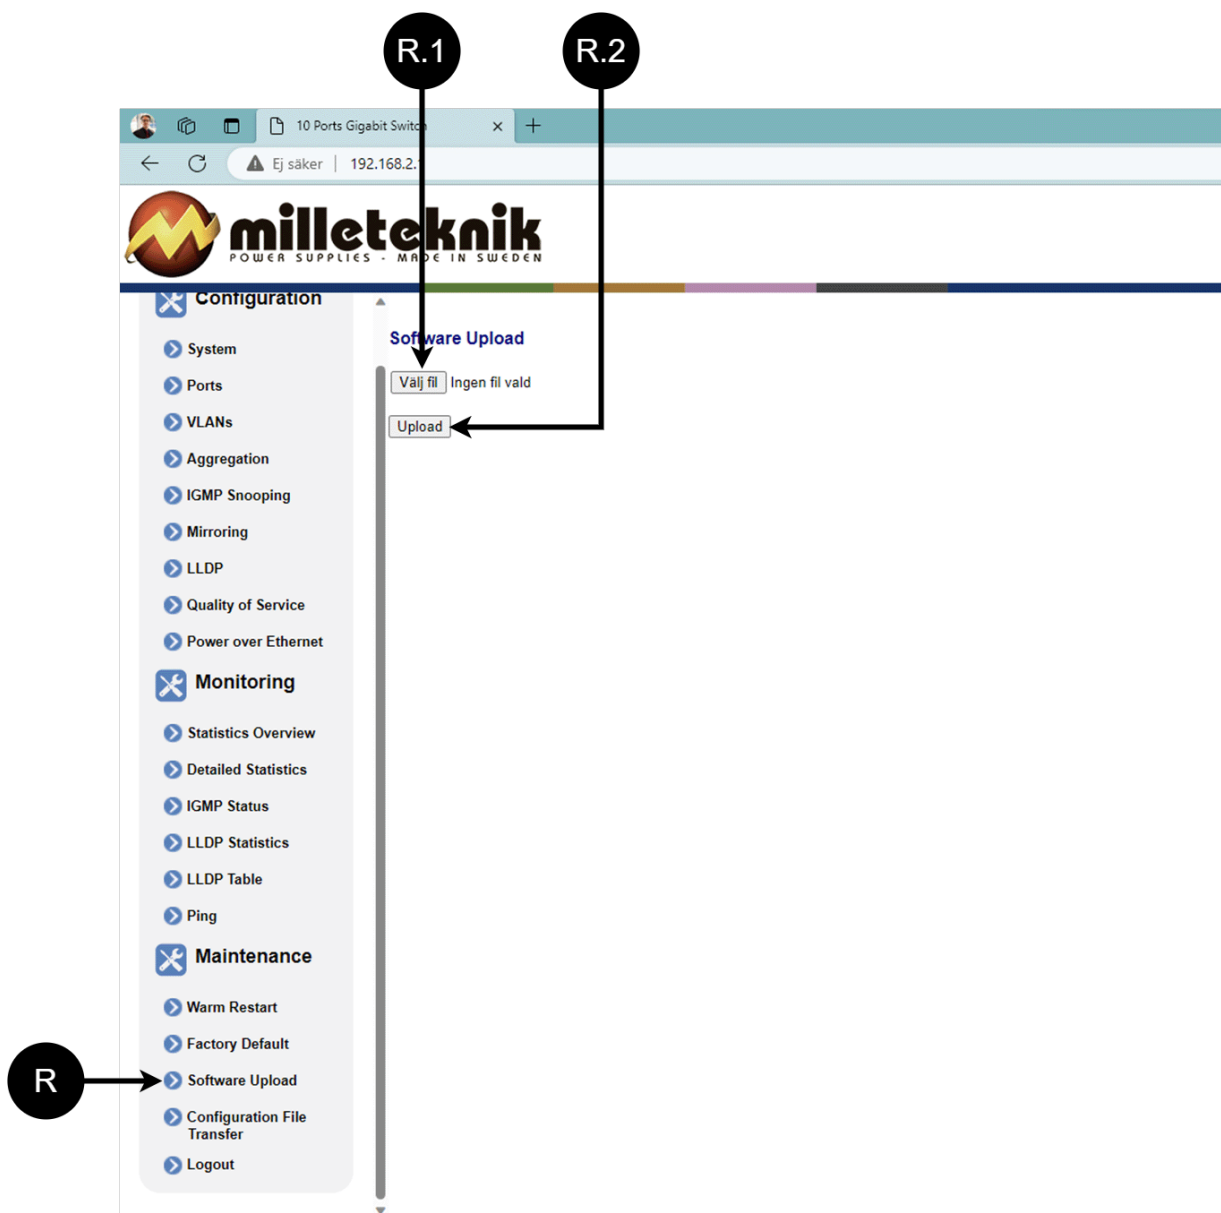 R.1
R.2
10 Ports Gigabit Switch
Ej säker | 192.168.2.1
milleteknik
POWER SUPPLIES - MADE IN SWEDEN
Configuration
System
Ports
VLANs
Aggregation
IGMP Snooping
Mirroring
LLDP
Quality of Service
Power over Ethernet
Monitoring
Statistics Overview
Detailed Statistics
IGMP Status
LLDP Statistics
LLDP Table
Ping
Maintenance
Warm Restart
Factory Default
R
Software Upload
Configuration File
Transfer
Logout
Software Upload
Välj fil Ingen fil vald
Upload